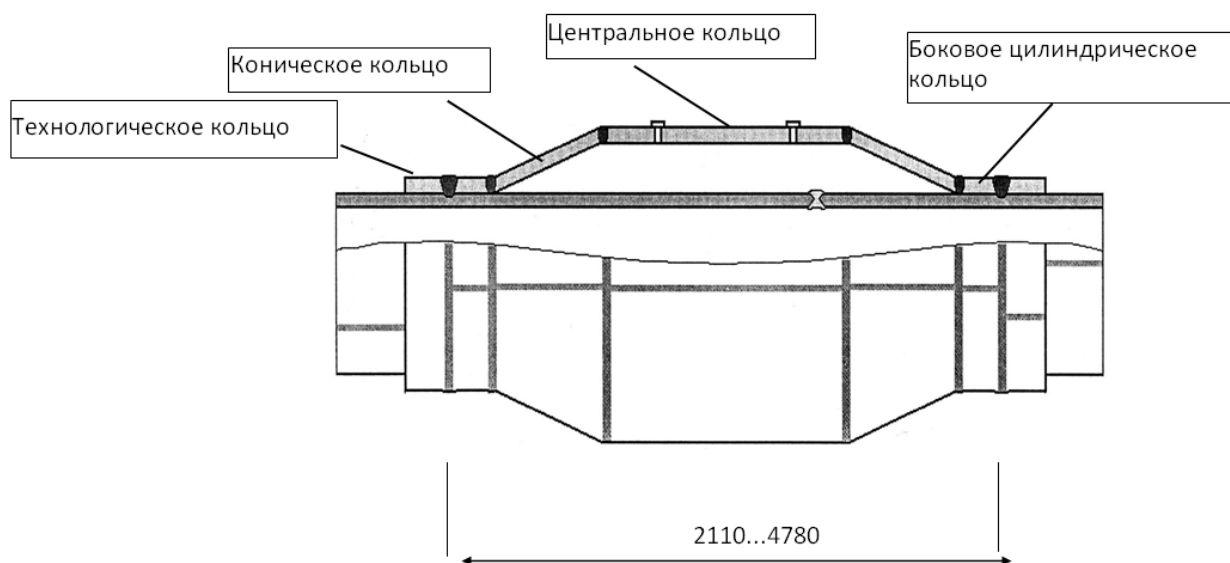 Центральное кольцо
Коническое кольцо
Боковое цилиндрическое
кольцо
Технологическое кольцо
2110...4780